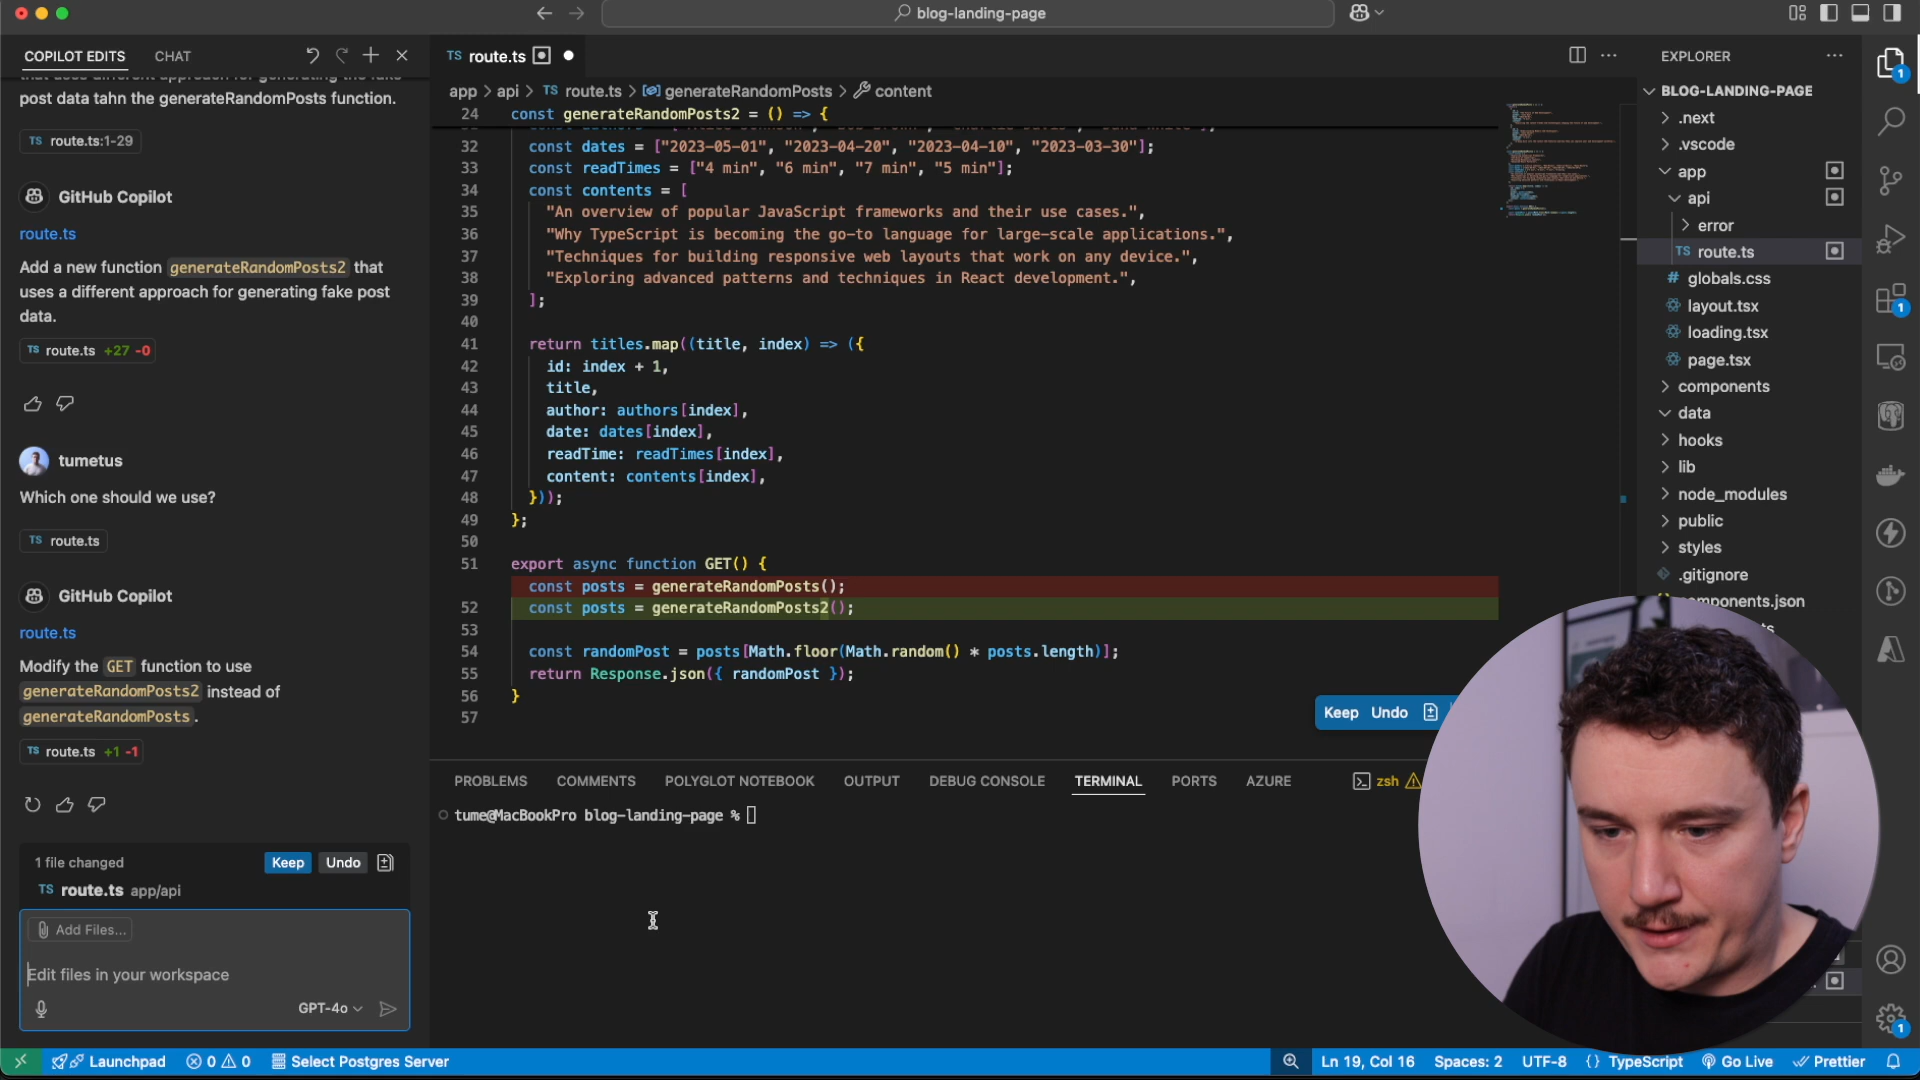 blog-landing-page
COPILOT EDITS
CHAT
post data tahn the generateRandomPosts function.
TS route.ts:1-29
GitHub Copilot
route.ts
Add a new function generateRandomPosts2 that
uses a different approach for generating fake post
data.
TS route.ts +27 -0
tumetus
Which one should we use?
TS route.ts
GitHub Copilot
route.ts
Modify the GET function to use
generateRandomPosts2 instead of
generateRandomPosts.
TS route.ts +1 -1
1 file changed Keep Undo
TS route.ts app/api
Add Files...
Edit files in your workspace
GPT-4o
TS route.ts
app > api > TS route.ts > generateRandomPosts > content
24 const generateRandomPosts2 = () => {
32 const dates = ["2023-05-01", "2023-04-20", "2023-04-10", "2023-03-30"];
33 const readTimes = ["4 min", "6 min", "7 min", "5 min"];
34 const contents = [
35 "An overview of popular JavaScript frameworks and their use cases.",
36 "Why TypeScript is becoming the go-to language for large-scale applications.",
37 "Techniques for building responsive web layouts that work on any device.",
38 "Exploring advanced patterns and techniques in React development.",
39 ];
40
41 return titles.map((title, index) => ({
42 id: index + 1,
43 title,
44 author: authors[index],
45 date: dates[index],
46 readTime: readTimes[index],
47 content: contents[index],
48 }));
49 };
50
51 export async function GET() {
const posts = generateRandomPosts();
52 const posts = generateRandomPosts2();
53
54 const randomPost = posts[Math.floor(Math.random() * posts.length)];
55 return Response.json({ randomPost });
56 }
57
Keep Undo
PROBLEMS COMMENTS POLYGLOT NOTEBOOK OUTPUT DEBUG CONSOLE TERMINAL PORTS AZURE zsh
tume@MacBookPro blog-landing-page %
EXPLORER
BLOG-LANDING-PAGE
.next
.vscode
app
api
error
TS route.ts
# globals.css
layout.tsx
loading.tsx
page.tsx
components
data
hooks
lib
node_modules
public
styles
.gitignore
components.json
1
1
1
Launchpad 0 0 Select Postgres Server
Ln 19, Col 16 Spaces: 2 UTF-8 {} TypeScript Go Live Prettier